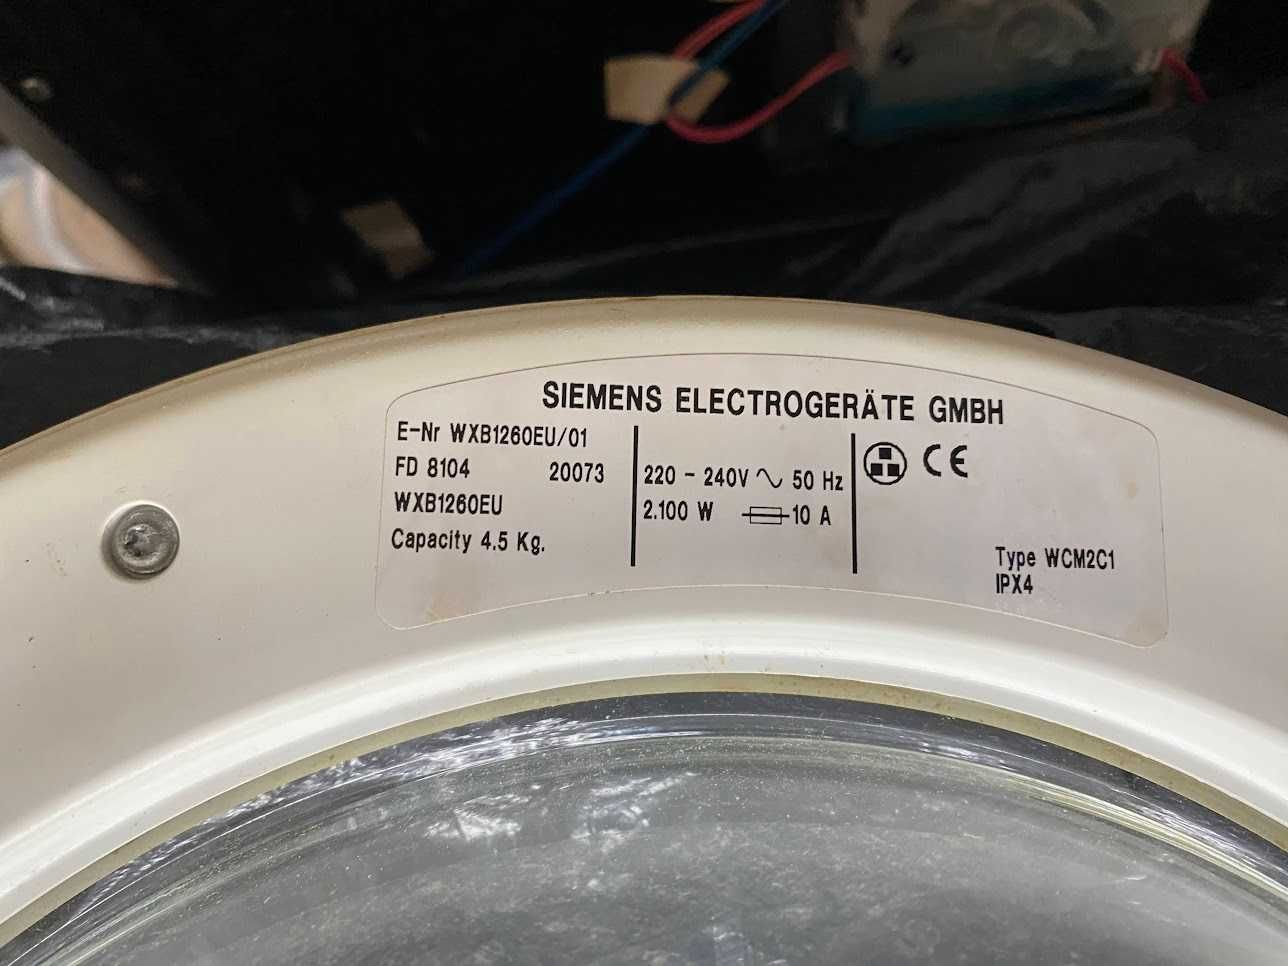 SIEMENS ELECTROGERÄTE GMBH
E-Nr WXB1260EU/01
FD 8104 20073
WXB1260EU
Capacity 4.5 Kg.
220 - 240V ∿ 50 Hz
2.100 W 10 A
CE
Type WCM2C1
IPX4